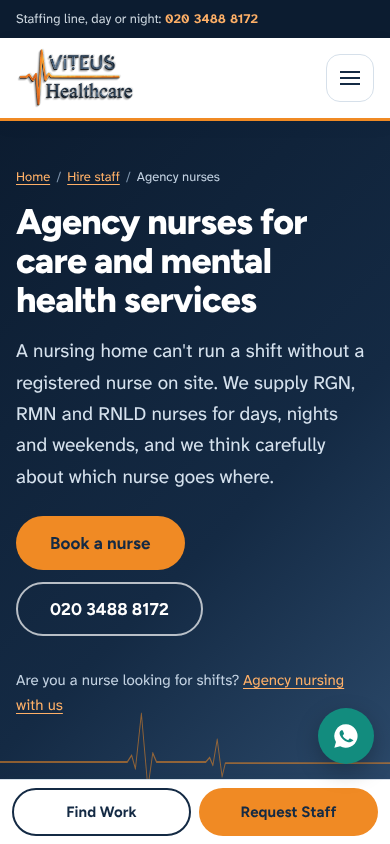 Staffing line, day or night: 020 3488 8172
VITEUS
Healthcare
Home / Hire staff / Agency nurses
Agency nurses for
care and mental
health services
A nursing home can't run a shift without a
registered nurse on site. We supply RGN,
RMN and RNLD nurses for days, nights
and weekends, and we think carefully
about which nurse goes where.
Book a nurse
020 3488 8172
Are you a nurse looking for shifts? Agency nursing
with us
Find Work
Request Staff